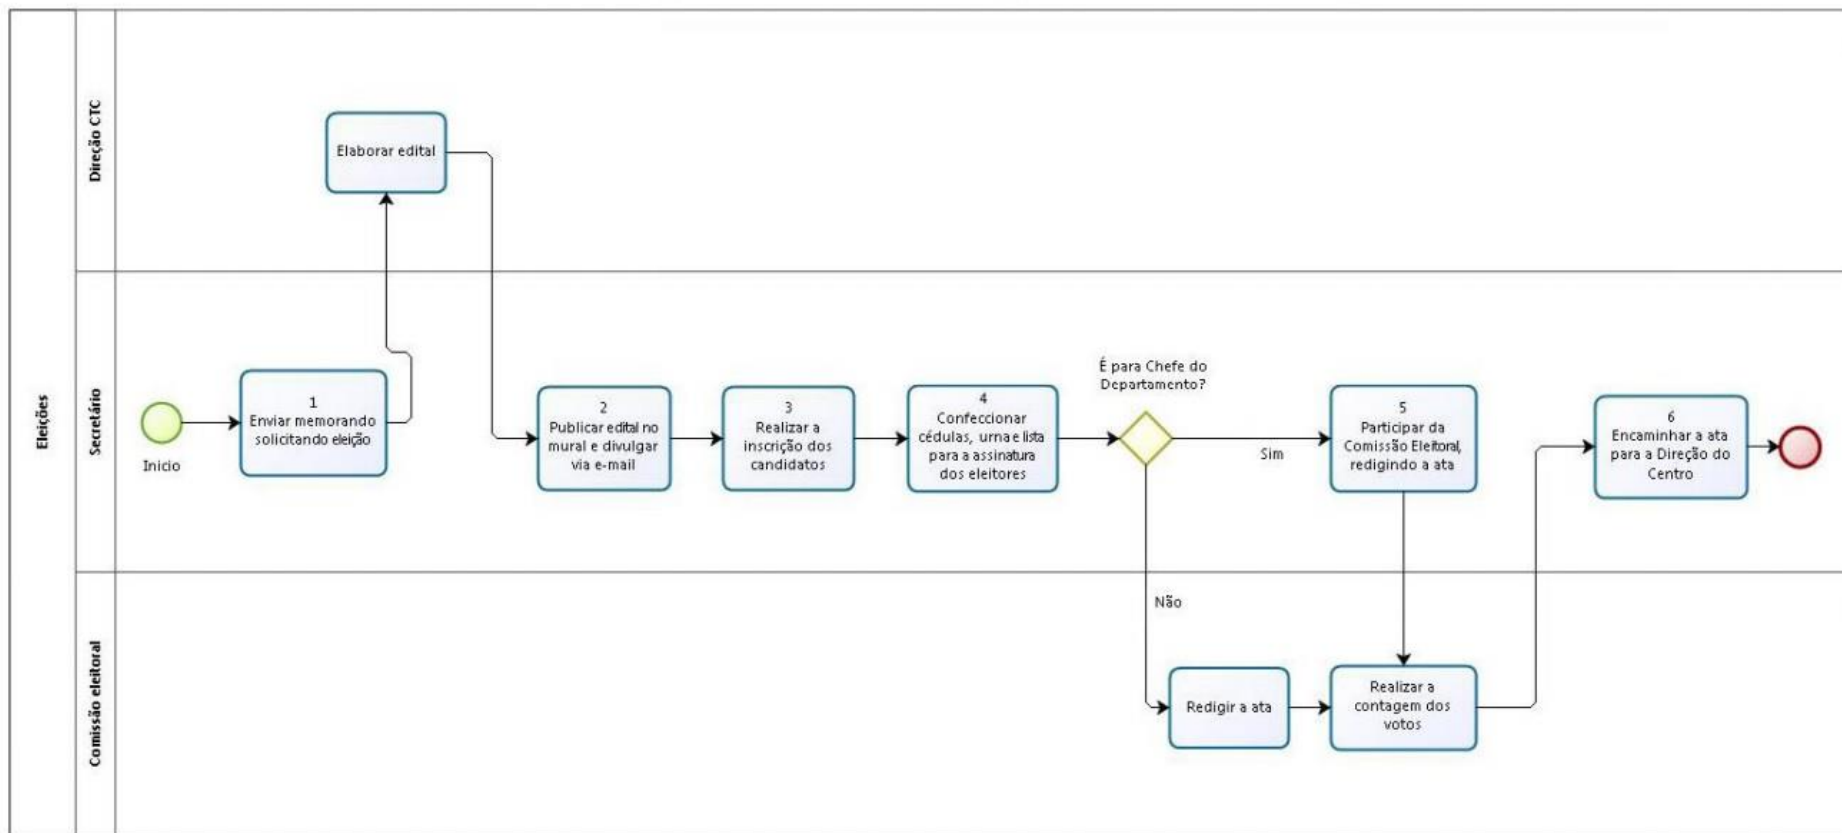 Eleições
Direção CTC
Elaborar edital
Secretário
Inicio
1
Enviar memorando
solicitando eleição
2
Publicar edital no
mural e divulgar
via e-mail
3
Realizar a
inscrição dos
candidatos
4
Confeccionar
cédulas, urna e lista
para a assinatura
dos eleitores
É para Chefe do
Departamento?
Sim
Não
5
Participar da
Comissão Eleitoral,
redigindo a ata
6
Encaminhar a ata
para a Direção do
Centro
Comissão eleitoral
Redigir a ata
Realizar a
contagem dos
votos